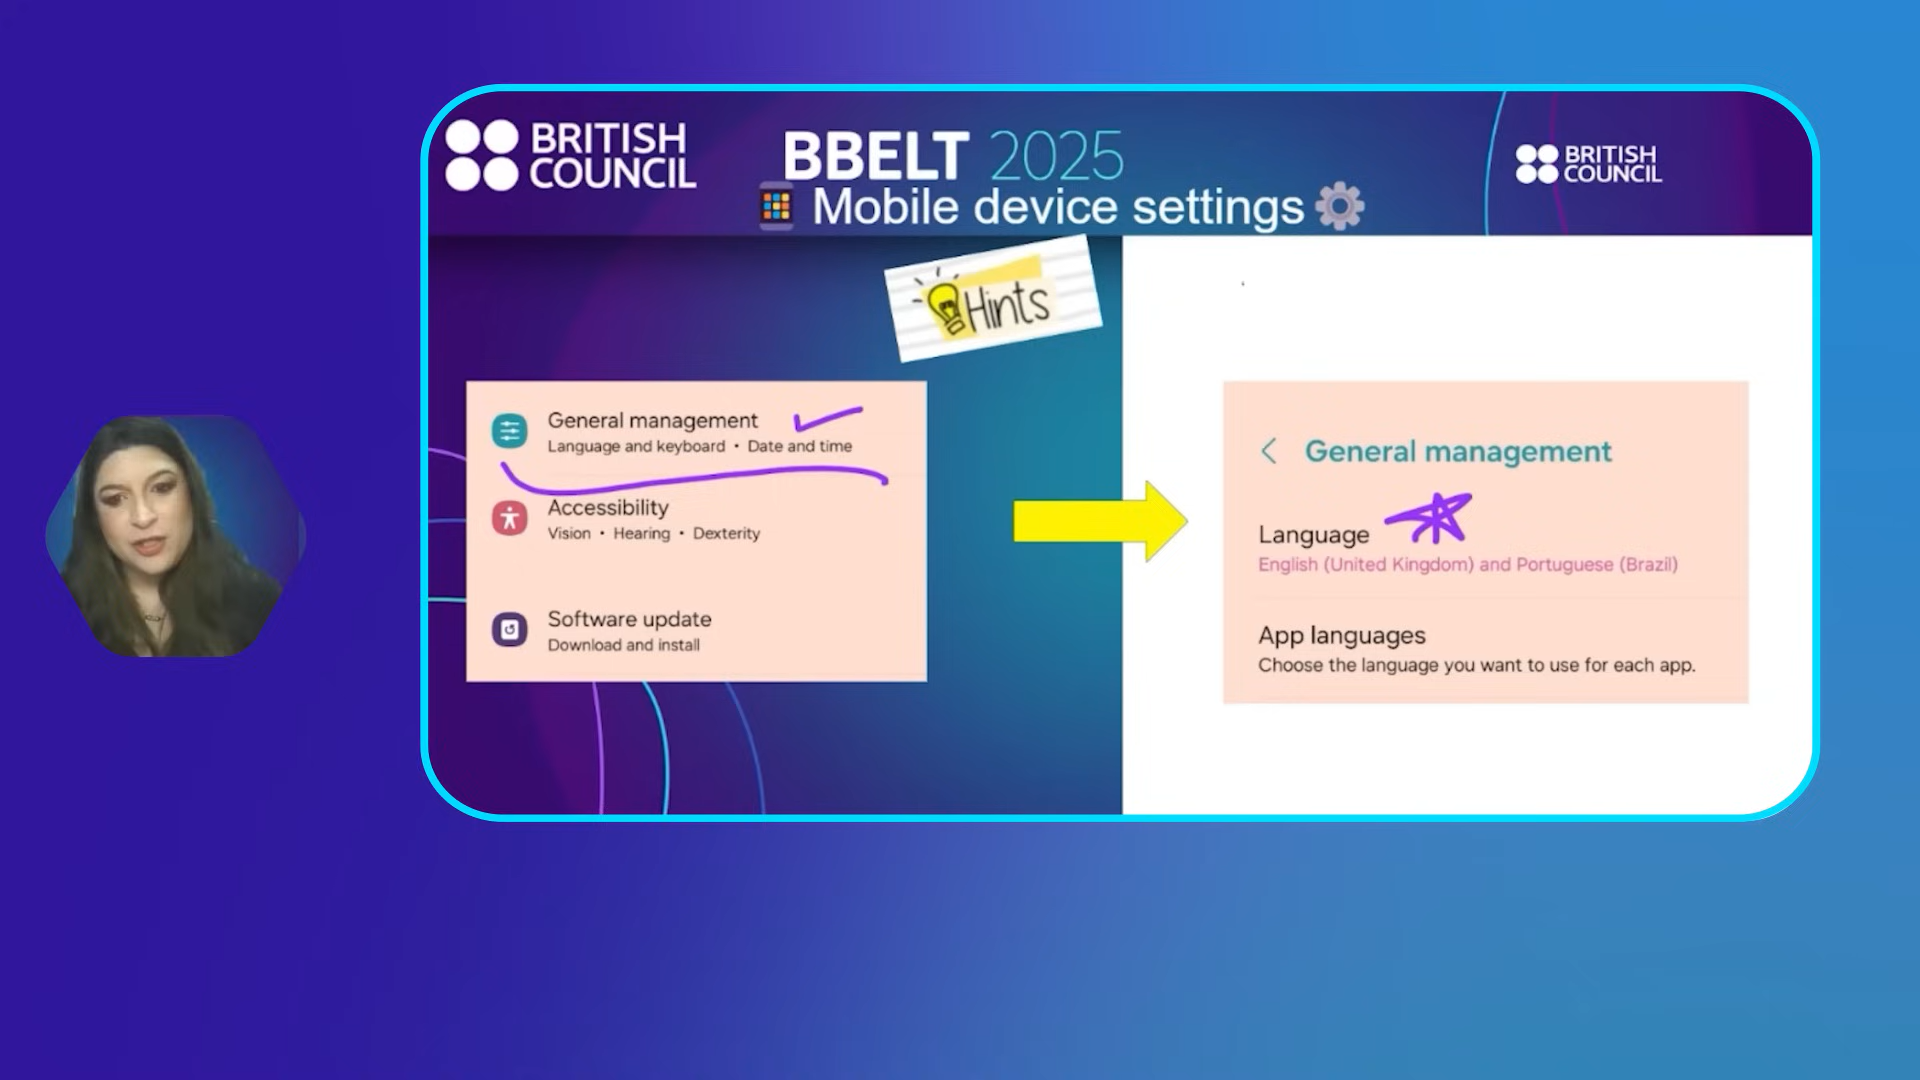 BRITISH
COUNCIL
BBELT 2025
BRITISH
COUNCIL
Mobile device settings
Hints
General management
Language and keyboard • Date and time
Accessibility
Vision • Hearing • Dexterity
Software update
Download and install
General management
Language
English (United Kingdom) and Portuguese (Brazil)
App languages
Choose the language you want to use for each app.